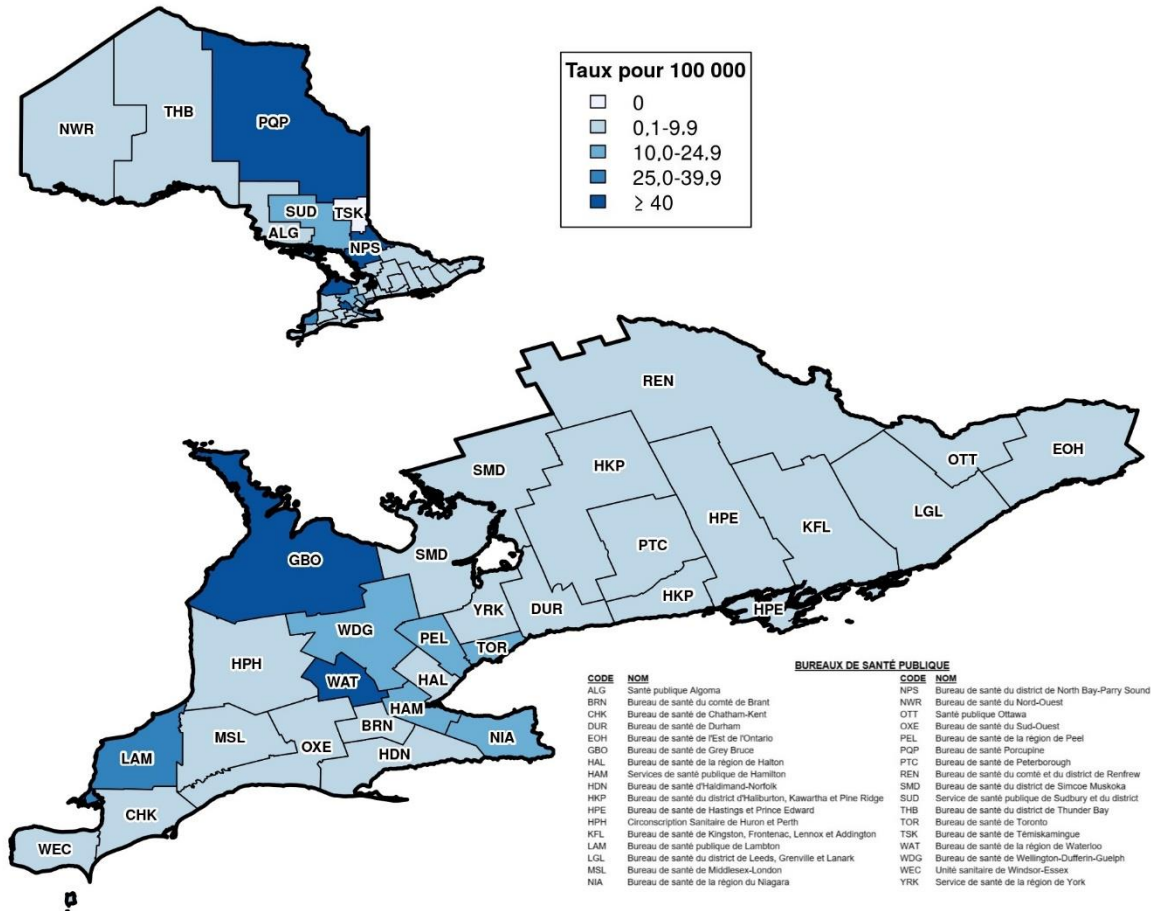 Taux pour 100 000
0
0,1-9,9
10,0-24,9
25,0-39,9
≥ 40
NWR
THB
PQP
SUD
TSK
ALG
NPS
REN
SMD
HKP
OTT
EOH
LGL
HPE
KFL
PTC
GBO
SMD
YRK
DUR
HKP
HPE
WDG
PEL
TOR
HPH
WAT
HAL
HAM
BRN
NIA
MSL
OXE
HDN
LAM
CHK
WEC
BUREAUX DE SANTÉ PUBLIQUE
CODE NOM
ALG Santé publique Algoma
BRN Bureau de santé du comté de Brant
CHK Bureau de santé de Chatham-Kent
DUR Bureau de santé de Durham
EOH Bureau de santé de l'Est de l'Ontario
GBO Bureau de santé de Grey Bruce
HAL Bureau de santé de la région de Halton
HAM Services de santé publique de Hamilton
HDN Bureau de santé d'Haldimand-Norfolk
HKP Bureau de santé du district d'Haliburton, Kawartha et Pine Ridge
HPE Bureau de santé de Hastings et Prince Edward
HPH Circonscription Sanitaire de Huron et Perth
KFL Bureau de santé de Kingston, Frontenac, Lennox et Addington
LAM Bureau de santé publique de Lambton
LGL Bureau de santé du district de Leeds, Grenville et Lanark
MSL Bureau de santé de Middlesex-London
NIA Bureau de santé de la région du Niagara
CODE NOM
NPS Bureau de santé du district de North Bay-Parry Sound
NWR Bureau de santé du Nord-Ouest
OTT Santé publique Ottawa
OXE Bureau de santé du Sud-Ouest
PEL Bureau de santé de la région de Peel
PQP Bureau de santé Porcupine
PTC Bureau de santé de Peterborough
REN Bureau de santé du comté et du district de Renfrew
SMD Bureau de santé du district de Simcoe Muskoka
SUD Service de santé publique de Sudbury et du district
THB Bureau de santé du district de Thunder Bay
TOR Bureau de santé de Toronto
TSK Bureau de santé de Témiskamingue
WAT Bureau de santé de la région de Waterloo
WDG Bureau de santé de Wellington-Dufferin-Guelph
WEC Unité sanitaire de Windsor-Essex
YRK Service de santé de la région de York